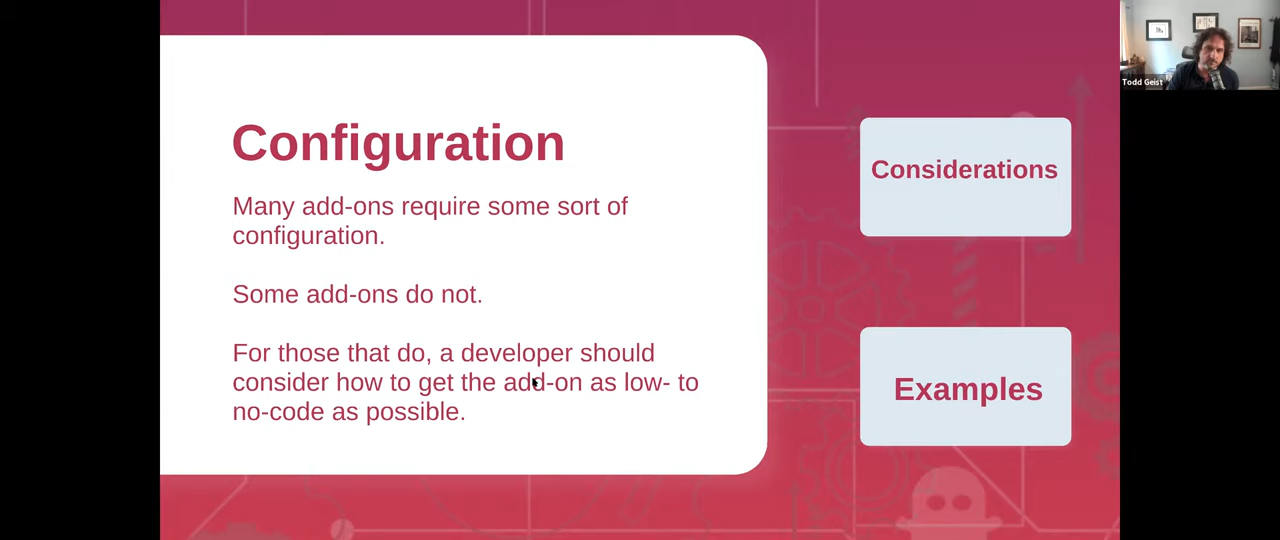 Configuration
Many add-ons require some sort of
configuration.
Some add-ons do not.
For those that do, a developer should
consider how to get the add-on as low- to
no-code as possible.
Considerations
Examples
Todd Geist